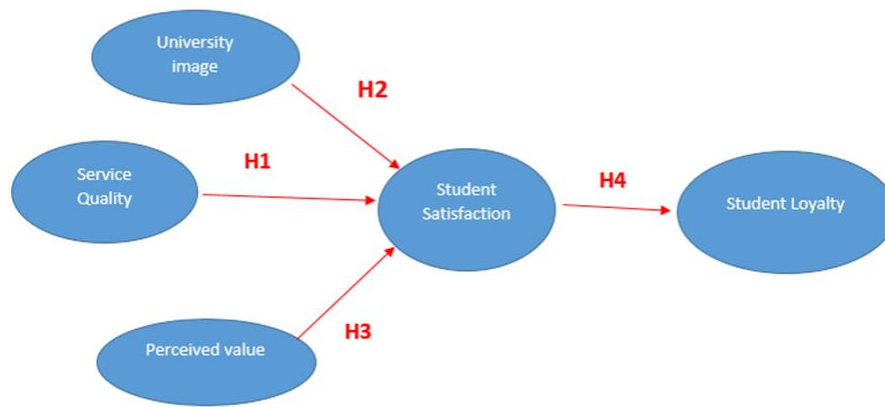 University
image
H2
H1
Service
Quality
Student
Satisfaction
H4
Student Loyalty
Perceived value
H3